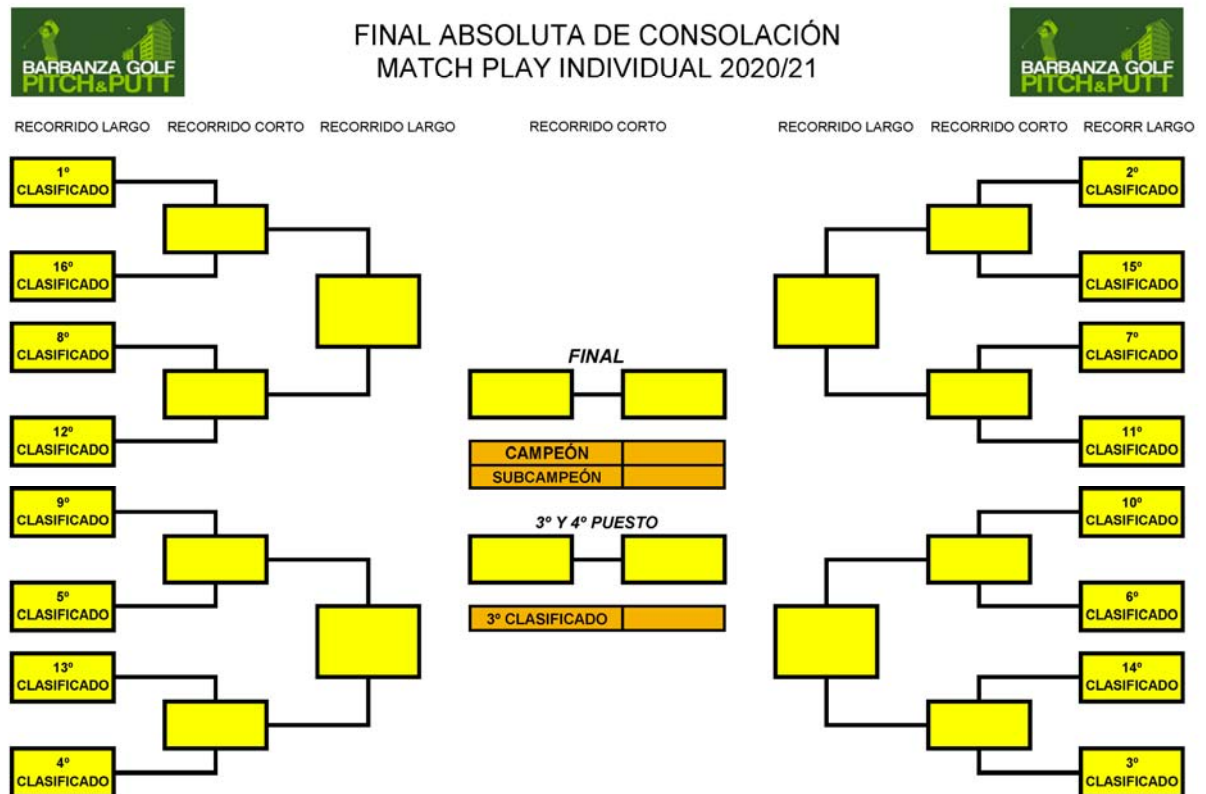 BARBANZA GOLF
PITCH&PUTT
FINAL ABSOLUTA DE CONSOLACIÓN
MATCH PLAY INDIVIDUAL 2020/21
BARBANZA GOLF
PITCH&PUTT
RECORRIDO LARGO
RECORRIDO CORTO
RECORRIDO LARGO
RECORRIDO CORTO
RECORRIDO LARGO
RECORRIDO CORTO
RECORR LARGO
1º
CLASIFICADO
16º
CLASIFICADO
8º
CLASIFICADO
12º
CLASIFICADO
9º
CLASIFICADO
5º
CLASIFICADO
13º
CLASIFICADO
4º
CLASIFICADO
FINAL
CAMPEÓN
SUBCAMPEÓN
3º Y 4º PUESTO
3º CLASIFICADO
2º
CLASIFICADO
15º
CLASIFICADO
7º
CLASIFICADO
11º
CLASIFICADO
10º
CLASIFICADO
6º
CLASIFICADO
14º
CLASIFICADO
3º
CLASIFICADO